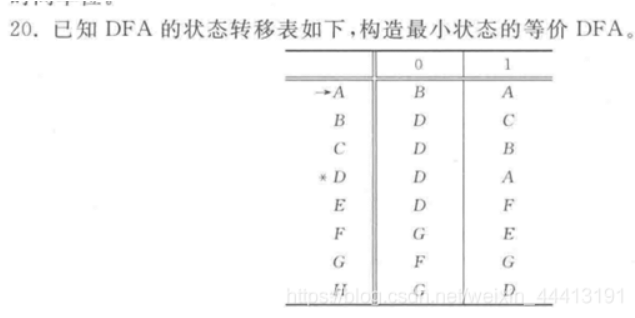 20. 已知 DFA 的状态转移表如下,构造最小状态的等价 DFA。
0 1
→A B A
B D C
C D B
* D D A
E D F
F G E
G F G
H G D
https://blog.csdn.net/weixin_44413191